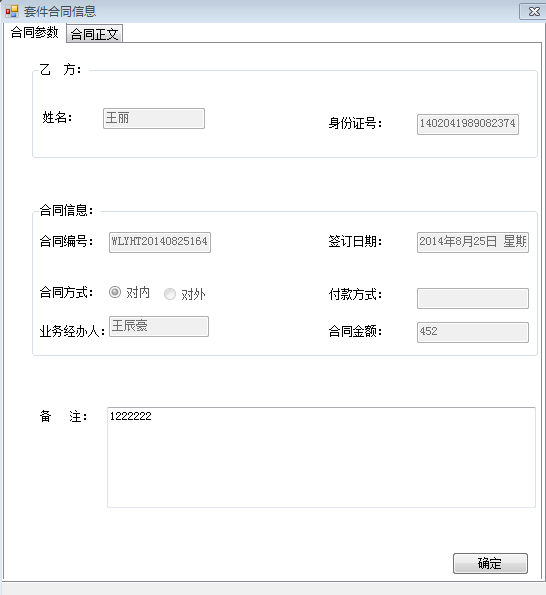 套件合同信息
合同参数 合同正文
乙 方：
姓名： 王丽 身份证号： 1402041989082374
合同信息：
合同编号： WLYHT20140825164 签订日期： 2014年8月25日 星期
合同方式： 对内 对外 付款方式：
业务经办人： 王辰豪 合同金额： 452
备 注： 1222222
确定